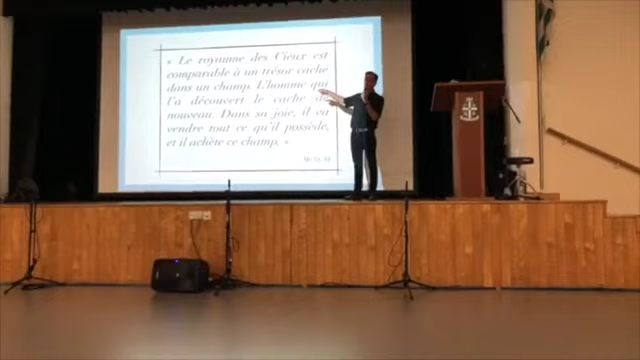 « Le royaume des Cieux est
comparable à un trésor caché
dans un champ. L'homme qui
l'a découvert le cache de
nouveau. Dans sa joie, il va
vendre tout ce qu'il possède,
et il achète ce champ. »